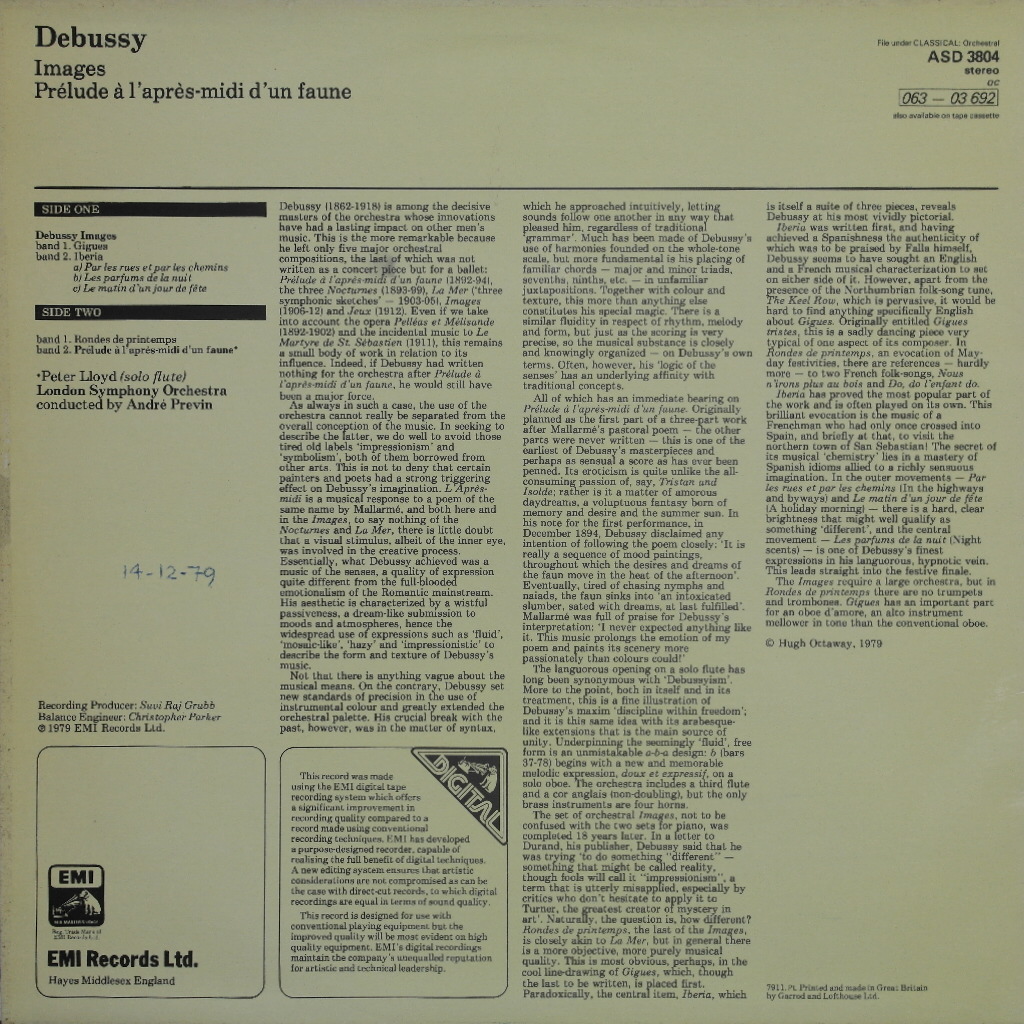 Debussy
Images
Prélude à l'après-midi d'un faune
File under CLASSICAL: Orchestral
ASD 3804
stereo
OC
063 — 03 692
also available on tape cassette
SIDE ONE
Debussy Images
band 1. Gigues
band 2. Iberia
a) Par les rues et par les chemins
b) Les parfums de la nuit
c) Le matin d'un jour de fête
SIDE TWO
band 1. Rondes de printemps
band 2. Prélude à l'après-midi d'un faune*
*Peter Lloyd (solo flute)
London Symphony Orchestra
conducted by André Previn
14-12-79
Recording Producer: Suvi Raj Grubb
Balance Engineer: Christopher Parker
℗ 1979 EMI Records Ltd.
EMI
HIS MASTER'S VOICE
EMI Records Ltd.
Hayes Middlesex England
Debussy (1862-1918) is among the decisive
masters of the orchestra whose innovations
have had a lasting impact on other men's
music. This is the more remarkable because
he left only five major orchestral
compositions, the last of which was not
written as a concert piece but for a ballet:
Prélude à l'après-midi d'un faune (1892-94),
the three Nocturnes (1893-99), La Mer ('three
symphonic sketches' – 1903-05), Images
(1906-12) and Jeux (1912). Even if we take
into account the opera Pelléas et Mélisande
(1892-1902) and the incidental music to Le
Martyre de St. Sébastien (1911), this remains
a small body of work in relation to its
influence. Indeed, if Debussy had written
nothing for the orchestra after Prélude à
l'après-midi d'un faune, he would still have
been a major force.
As always in such a case, the use of the
orchestra cannot really be separated from the
overall conception of the music. In seeking to
describe the latter, we do well to avoid those
tired old labels 'impressionism' and
'symbolism', both of them borrowed from
other arts. This is not to deny that certain
painters and poets had a strong triggering
effect on Debussy's imagination. L'Après-
midi is a musical response to a poem of the
same name by Mallarmé, and both here and
in the Images, to say nothing of the
Nocturnes and La Mer, there is little doubt
that a visual stimulus, albeit of the inner eye,
was involved in the creative process.
Essentially, what Debussy achieved was a
music of the senses, a quality of expression
quite different from the full-blooded
emotionalism of the Romantic mainstream.
His aesthetic is characterized by a wistful
passiveness, a dream-like submission to
moods and atmospheres, hence the
widespread use of expressions such as 'fluid',
'mosaic-like', 'hazy' and 'impressionistic' to
describe the form and texture of Debussy's
music.
Not that there is anything vague about the
musical means. On the contrary, Debussy set
new standards of precision in the use of
instrumental colour and greatly extended the
orchestral palette. His crucial break with the
past, however, was in the matter of syntax,
DIGITAL
This record was made
using the EMI digital tape
recording system which offers
a significant improvement in
recording quality compared to a
record made using conventional
recording techniques. EMI has developed
a purpose-designed recorder, capable of
realising the full benefit of digital techniques.
A new editing system ensures that artistic
considerations are not compromised as can be
the case with direct-cut records, to which digital
recordings are equal in terms of sound quality.
This record is designed for use with
conventional playing equipment but the
improved quality will be most evident on high
quality equipment. EMI's digital recordings
maintain the company's unequalled reputation
for artistic and technical leadership.
which he approached intuitively, letting
sounds follow one another in any way that
pleased him, regardless of traditional
'grammar'. Much has been made of Debussy's
use of harmonies founded on the whole-tone
scale, but more fundamental is his placing of
familiar chords – major and minor triads,
sevenths, ninths, etc. – in unfamiliar
juxtapositions. Together with colour and
texture, this more than anything else
constitutes his special magic. There is a
similar fluidity in respect of rhythm, melody
and form, but just as the scoring is very
precise, so the musical substance is closely
and knowingly organized – on Debussy's own
terms. Often, however, his 'logic of the
senses' has an underlying affinity with
traditional concepts.
All of which has an immediate bearing on
Prélude à l'après-midi d'un faune. Originally
planned as the first part of a three-part work
after Mallarmé's pastoral poem – the other
parts were never written – this is one of the
earliest of Debussy's masterpieces and
perhaps as sensual a score as has ever been
penned. Its eroticism is quite unlike the all-
consuming passion of, say, Tristan und
Isolde; rather is it a matter of amorous
daydreams, a voluptuous fantasy born of
memory and desire and the summer sun. In
his note for the first performance, in
December 1894, Debussy disclaimed any
intention of following the poem closely: 'It is
really a sequence of mood paintings,
throughout which the desires and dreams of
the faun move in the heat of the afternoon'.
Eventually, tired of chasing nymphs and
naiads, the faun sinks into 'an intoxicated
slumber, sated with dreams, at last fulfilled'.
Mallarmé was full of praise for Debussy's
interpretation: 'I never expected anything like
it. This music prolongs the emotion of my
poem and paints its scenery more
passionately than colours could!'
The languorous opening on a solo flute has
long been synonymous with 'Debussyism'.
More to the point, both in itself and in its
treatment, this is a fine illustration of
Debussy's maxim 'discipline within freedom';
and it is this same idea with its arabesque-
like extensions that is the main source of
unity. Underpinning the seemingly 'fluid', free
form is an unmistakable a-b-a design: b (bars
37-78) begins with a new and memorable
melodic expression, doux et expressif, on a
solo oboe. The orchestra includes a third flute
and a cor anglais (non-doubling), but the only
brass instruments are four horns.
The set of orchestral Images, not to be
confused with the two sets for piano, was
completed 18 years later. In a letter to
Durand, his publisher, Debussy said that he
was trying 'to do something "different" –
something that might be called reality,
though fools will call it "impressionism", a
term that is utterly misapplied, especially by
critics who don't hesitate to apply it to
Turner, the greatest creator of mystery in
art'. Naturally, the question is, how different?
Rondes de printemps, the last of the Images,
is closely akin to La Mer, but in general there
is a more objective, more purely musical
quality. This is most obvious, perhaps, in the
cool line-drawing of Gigues, which, though
the last to be written, is placed first.
Paradoxically, the central item, Iberia, which
is itself a suite of three pieces, reveals
Debussy at his most vividly pictorial.
Iberia was written first, and having
achieved a Spanishness the authenticity of
which was to be praised by Falla himself,
Debussy seems to have sought an English
and a French musical characterization to set
on either side of it. However, apart from the
presence of the Northumbrian folk-song tune,
The Keel Row, which is pervasive, it would be
hard to find anything specifically English
about Gigues. Originally entitled Gigues
tristes, this is a sadly dancing piece very
typical of one aspect of its composer. In
Rondes de printemps, an evocation of May-
day festivities, there are references – hardly
more – to two French folk-songs, Nous
n'irons plus au bois and Do, do l'enfant do.
Iberia has proved the most popular part of
the work and is often played on its own. This
brilliant evocation is the music of a
Frenchman who had only once crossed into
Spain, and briefly at that, to visit the
northern town of San Sebastian! The secret of
its musical 'chemistry' lies in a mastery of
Spanish idioms allied to a richly sensuous
imagination. In the outer movements – Par
les rues et par les chemins (In the highways
and byways) and Le matin d'un jour de fête
(A holiday morning) – there is a hard, clear
brightness that might well qualify as
something 'different', and the central
movement – Les parfums de la nuit (Night
scents) – is one of Debussy's finest
expressions in his languorous, hypnotic vein.
This leads straight into the festive finale.
The Images require a large orchestra, but in
Rondes de printemps there are no trumpets
and trombones. Gigues has an important part
for an oboe d'amore, an alto instrument
mellower in tone than the conventional oboe.
© Hugh Octaway, 1979
7911.Pt. Printed and made in Great Britain
by Garrod and Lofthouse Ltd.